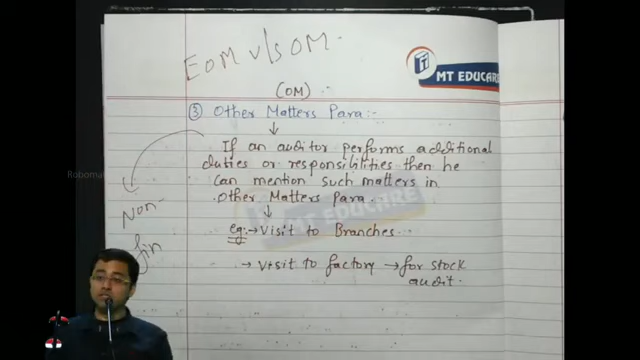 EOM v/s OM.
MT EDUCARE
(OM)
③ Other Matters Para:-
↓
If an auditor performs additional
duties or responsibilities then he
can mention such matters in
Other Matters Para.
MT EDUCARE
↓
eg:→ Visit to Branches.
→ Visit to factory → for stock
audit.
Non-
fin